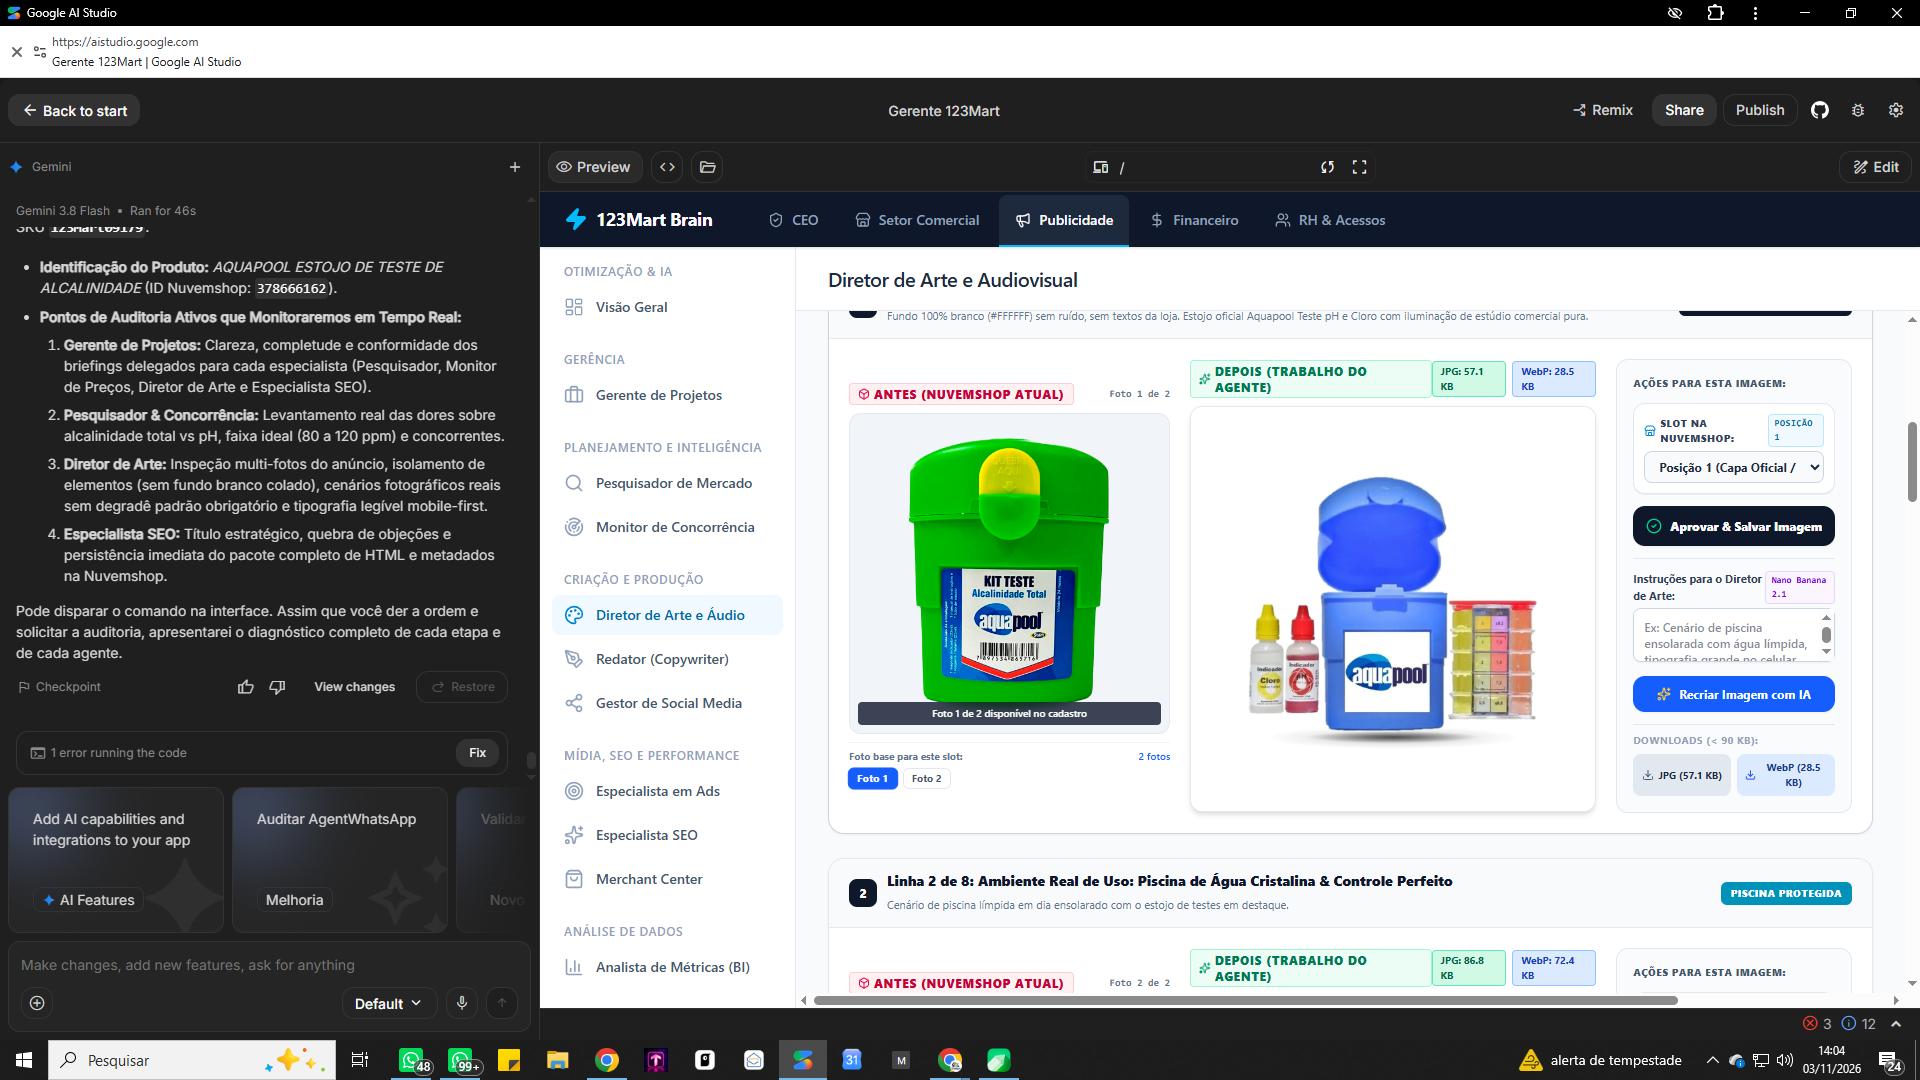 Google AI Studio
https://aistudio.google.com
Gerente 123Mart | Google AI Studio
Back to start
Gerente 123Mart
Remix
Share
Publish
Gemini
Preview
/
Edit
Gemini 3.8 Flash • Ran for 46s
SKU 123Mart09179.
• Identificação do Produto: AQUAPOOL ESTOJO DE TESTE DE
ALCALINIDADE (ID Nuvemshop: 378666162 ).
• Pontos de Auditoria Ativos que Monitoraremos em Tempo Real:
1. Gerente de Projetos: Clareza, completude e conformidade dos
briefings delegados para cada especialista (Pesquisador, Monitor
de Preços, Diretor de Arte e Especialista SEO).
2. Pesquisador & Concorrência: Levantamento real das dores sobre
alcalinidade total vs pH, faixa ideal (80 a 120 ppm) e concorrentes.
3. Diretor de Arte: Inspeção multi-fotos do anúncio, isolamento de
elementos (sem fundo branco colado), cenários fotográficos reais
sem degradê padrão obrigatório e tipografia legível mobile-first.
4. Especialista SEO: Título estratégico, quebra de objeções e
persistência imediata do pacote completo de HTML e metadados
na Nuvemshop.
Pode disparar o comando na interface. Assim que você der a ordem e
solicitar a auditoria, apresentarei o diagnóstico completo de cada etapa e
de cada agente.
Checkpoint
View changes
Restore
1 error running the code
Fix
Add AI capabilities and
integrations to your app
AI Features
Auditar AgentWhatsApp
Melhoria
Validar
Novo
Make changes, add new features, ask for anything
Default
123Mart Brain
CEO
Setor Comercial
Publicidade
Financeiro
RH & Acessos
OTIMIZAÇÃO & IA
Visão Geral
GERÊNCIA
Gerente de Projetos
PLANEJAMENTO E INTELIGÊNCIA
Pesquisador de Mercado
Monitor de Concorrência
CRIAÇÃO E PRODUÇÃO
Diretor de Arte e Áudio
Redator (Copywriter)
Gestor de Social Media
MÍDIA, SEO E PERFORMANCE
Especialista em Ads
Especialista SEO
Merchant Center
ANÁLISE DE DADOS
Analista de Métricas (BI)
Diretor de Arte e Audiovisual
Fundo 100% branco (#FFFFFF) sem ruído, sem textos da loja. Estojo oficial Aquapool Teste pH e Cloro com iluminação de estúdio comercial pura.
ANTES (NUVEMSHOP ATUAL)
Foto 1 de 2
KIT TESTE
Alcalinidade Total
aquapool
7897534865716
Foto 1 de 2 disponível no cadastro
Foto base para este slot:
2 fotos
Foto 1
Foto 2
DEPOIS (TRABALHO DO
AGENTE)
JPG: 57.1
KB
WebP: 28.5
KB
Indicador
Cloro
Indicador
aquapool
AÇÕES PARA ESTA IMAGEM:
SLOT NA
NUVEMSHOP:
POSIÇÃO
1
Posição 1 (Capa Oficial /
Aprovar & Salvar Imagem
Instruções para o Diretor
de Arte:
Nano Banana
2.1
Ex: Cenário de piscina
ensolarada com água límpida,
tipografia grande no celular
Recriar Imagem com IA
DOWNLOADS (< 90 KB):
JPG (57.1 KB)
WebP (28.5
KB)
2
Linha 2 de 8: Ambiente Real de Uso: Piscina de Água Cristalina & Controle Perfeito
Cenário de piscina límpida em dia ensolarado com o estojo de testes em destaque.
PISCINA PROTEGIDA
ANTES (NUVEMSHOP ATUAL)
Foto 2 de 2
DEPOIS (TRABALHO DO
AGENTE)
JPG: 86.8
KB
WebP: 72.4
KB
AÇÕES PARA ESTA IMAGEM:
3
12
Pesquisar
48
99+
31
M
alerta de tempestade
14:04
03/11/2026
24